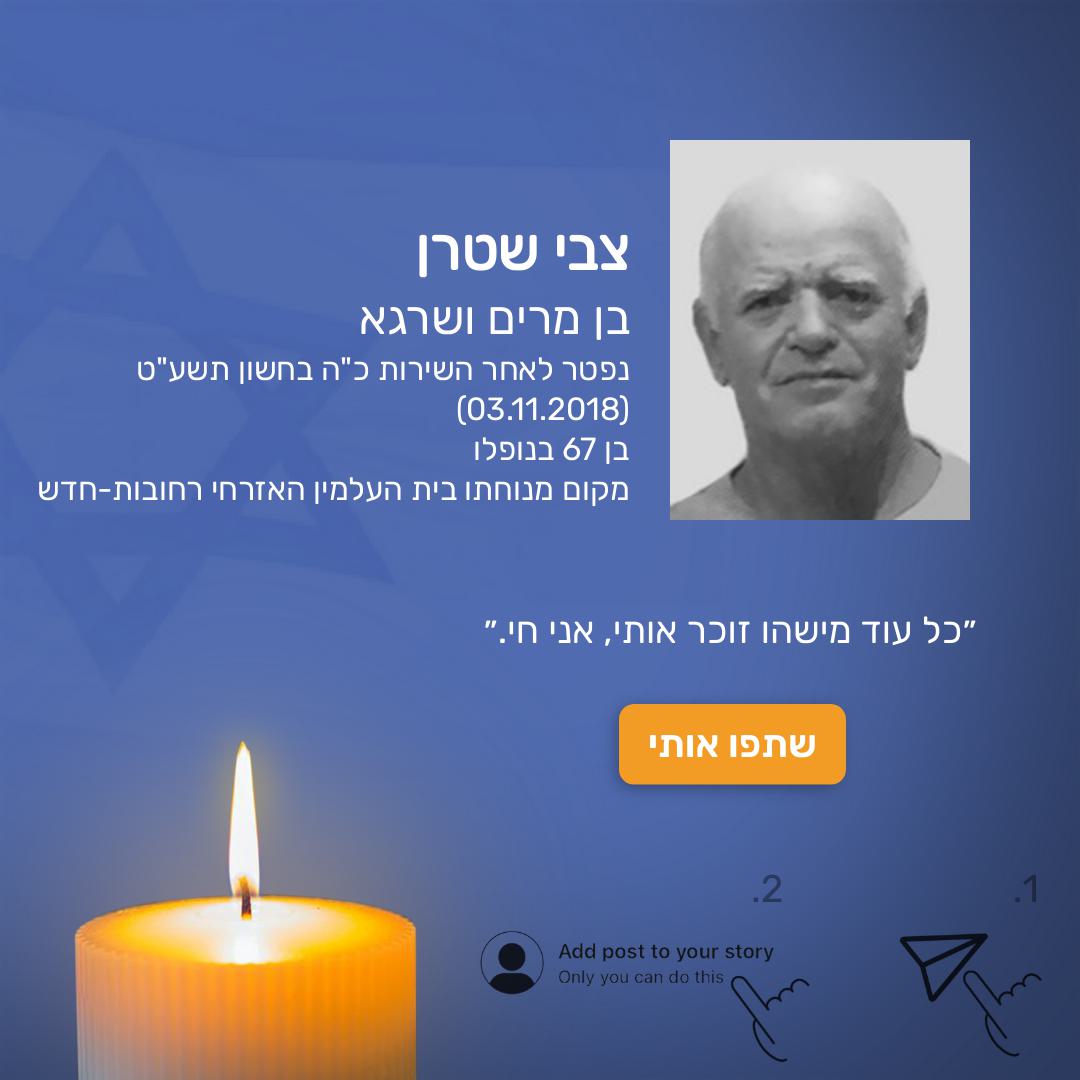 צבי שטרן
בן מרים ושרגא
נפטר לאחר השירות כ"ה בחשון תשע"ט
(03.11.2018)
בן 67 בנופלו
מקום מנוחתו בית העלמין האזרחי רחובות-חדש
״כל עוד מישהו זוכר אותי, אני חי.״
שתפו אותי
1.
2.
Add post to your story
Only you can do this